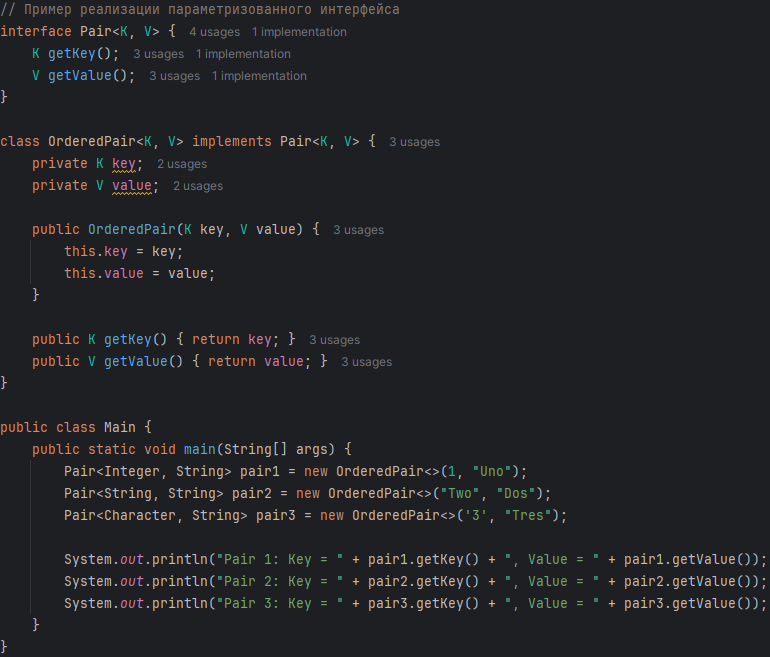 // Пример реализации параметризованного интерфейса
interface Pair<K, V> {  4 usages  1 implementation
    K getKey();  3 usages  1 implementation
    V getValue();  3 usages  1 implementation
}

class OrderedPair<K, V> implements Pair<K, V> {  3 usages
    private K key;  2 usages
    private V value;  2 usages

    public OrderedPair(K key, V value) {  3 usages
        this.key = key;
        this.value = value;
    }

    public K getKey() { return key; }  3 usages
    public V getValue() { return value; }  3 usages
}

public class Main {
    public static void main(String[] args) {
        Pair<Integer, String> pair1 = new OrderedPair<>(1, "Uno");
        Pair<String, String> pair2 = new OrderedPair<>("Two", "Dos");
        Pair<Character, String> pair3 = new OrderedPair<>('3', "Tres");

        System.out.println("Pair 1: Key = " + pair1.getKey() + ", Value = " + pair1.getValue());
        System.out.println("Pair 2: Key = " + pair2.getKey() + ", Value = " + pair2.getValue());
        System.out.println("Pair 3: Key = " + pair3.getKey() + ", Value = " + pair3.getValue());
    }
}